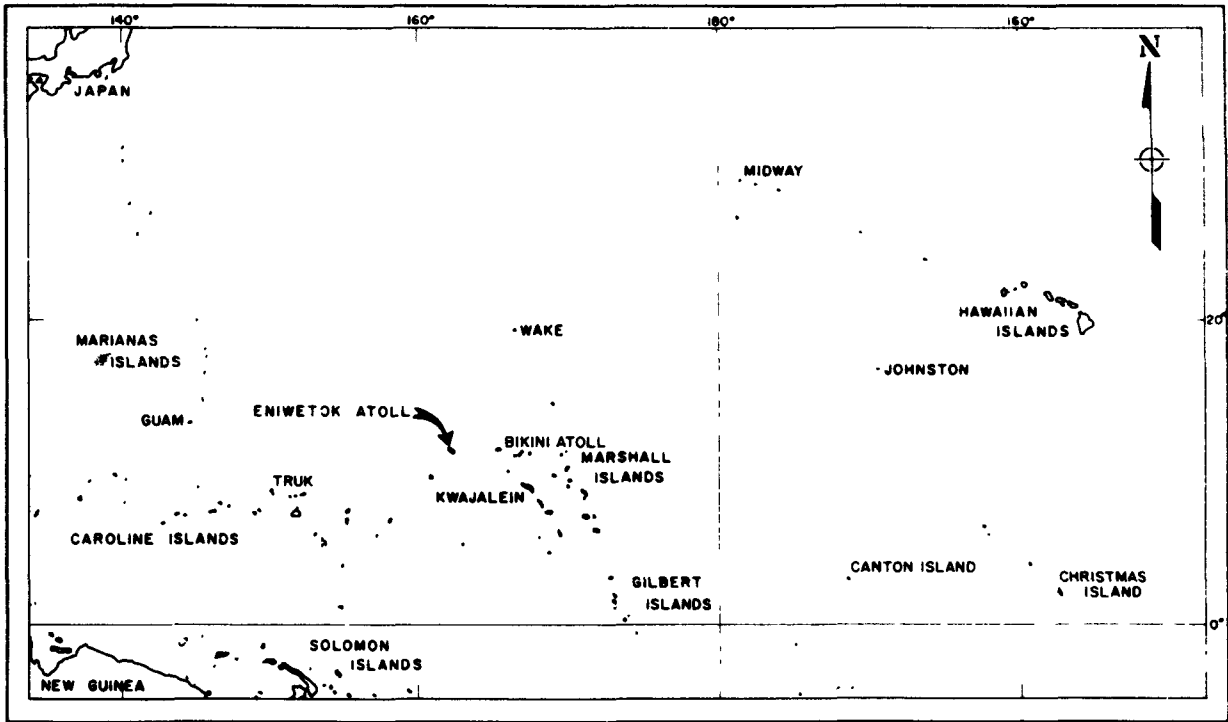 140°
160°
180°
160°
N
JAPAN
MIDWAY
HAWAIIAN
ISLANDS
20°
WAKE
MARIANAS
ISLANDS
JOHNSTON
GUAM
ENIWETOK ATOLL
BIKINI ATOLL
MARSHALL
ISLANDS
TRUK
KWAJALEIN
CAROLINE ISLANDS
CANTON ISLAND
CHRISTMAS
ISLAND
GILBERT
ISLANDS
0°
SOLOMON
ISLANDS
NEW GUINEA